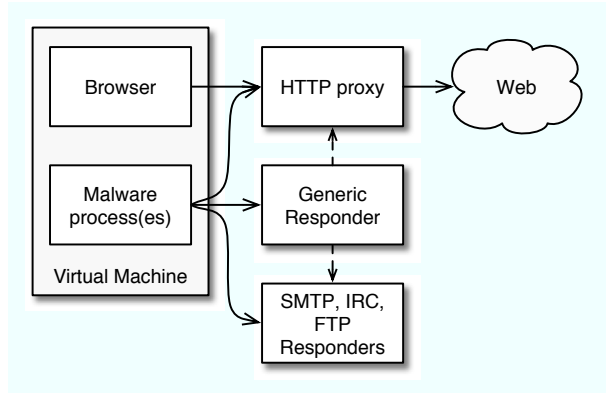 Browser
HTTP proxy
Web
Malware
process(es)
Generic
Responder
Virtual Machine
SMTP, IRC,
FTP
Responders